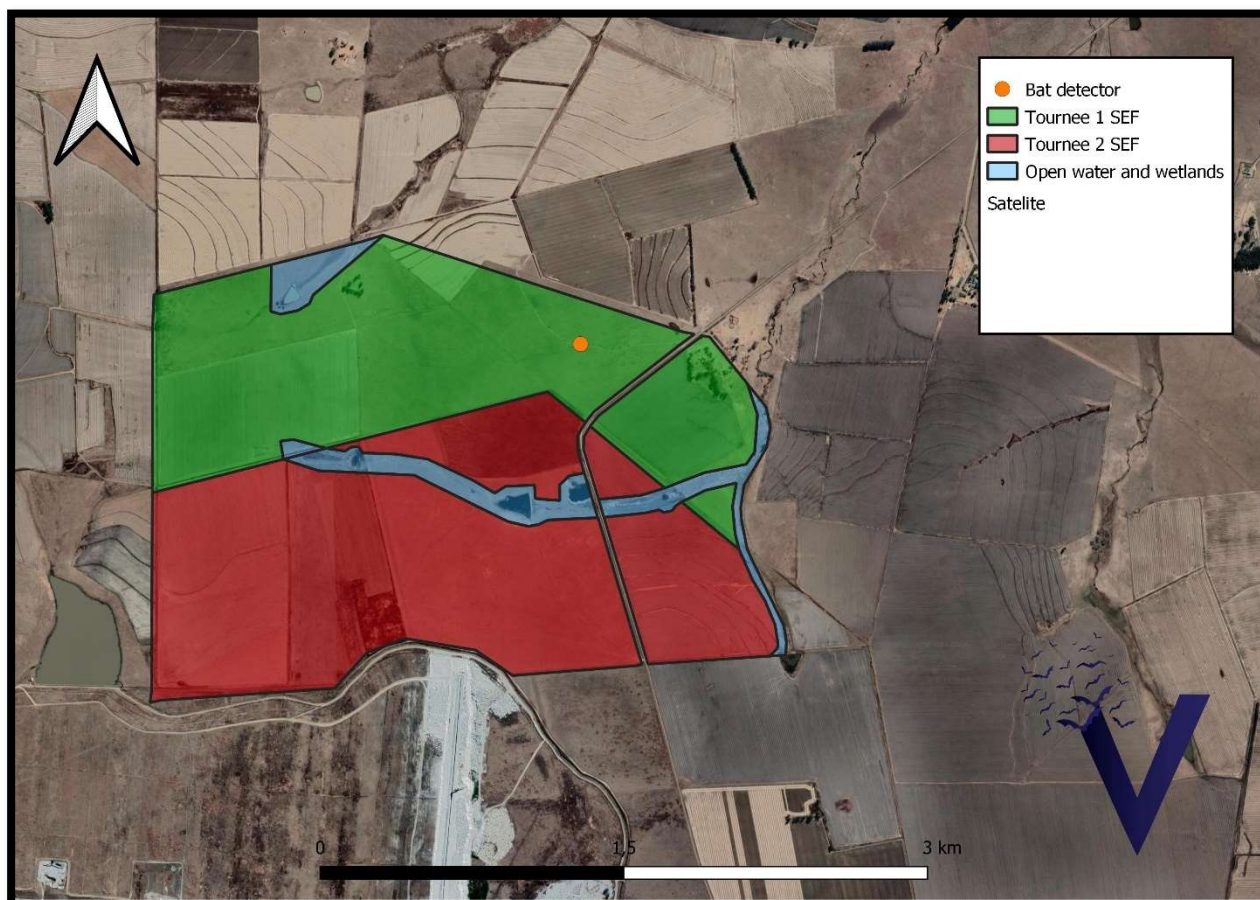 Bat detector
Tournee 1 SEF
Tournee 2 SEF
Open water and wetlands
Satelite
0 1,5 3 km
V